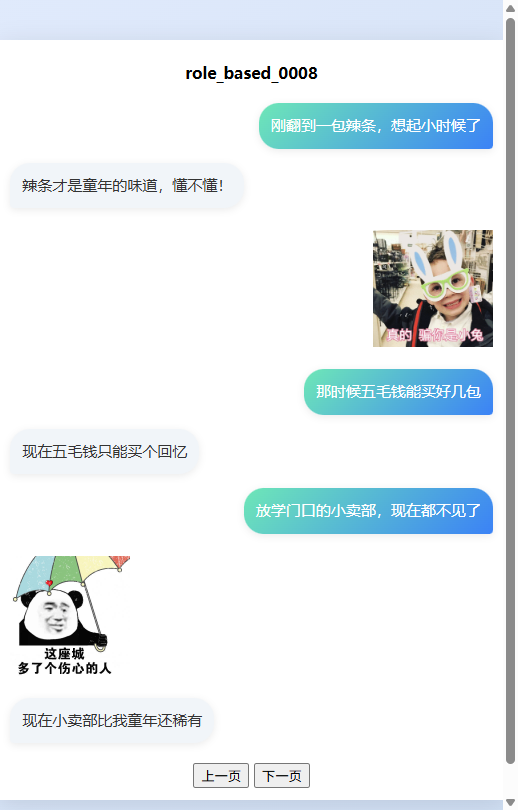 role_based_0008
刚翻到一包辣条，想起小时候了
辣条才是童年的味道，懂不懂！
真的 骗你是小兔
那时候五毛钱能买好几包
现在五毛钱只能买个回忆
放学门口的小卖部，现在都不见了
这座城
多了个伤心的人
现在小卖部比我童年还稀有
上一页
下一页